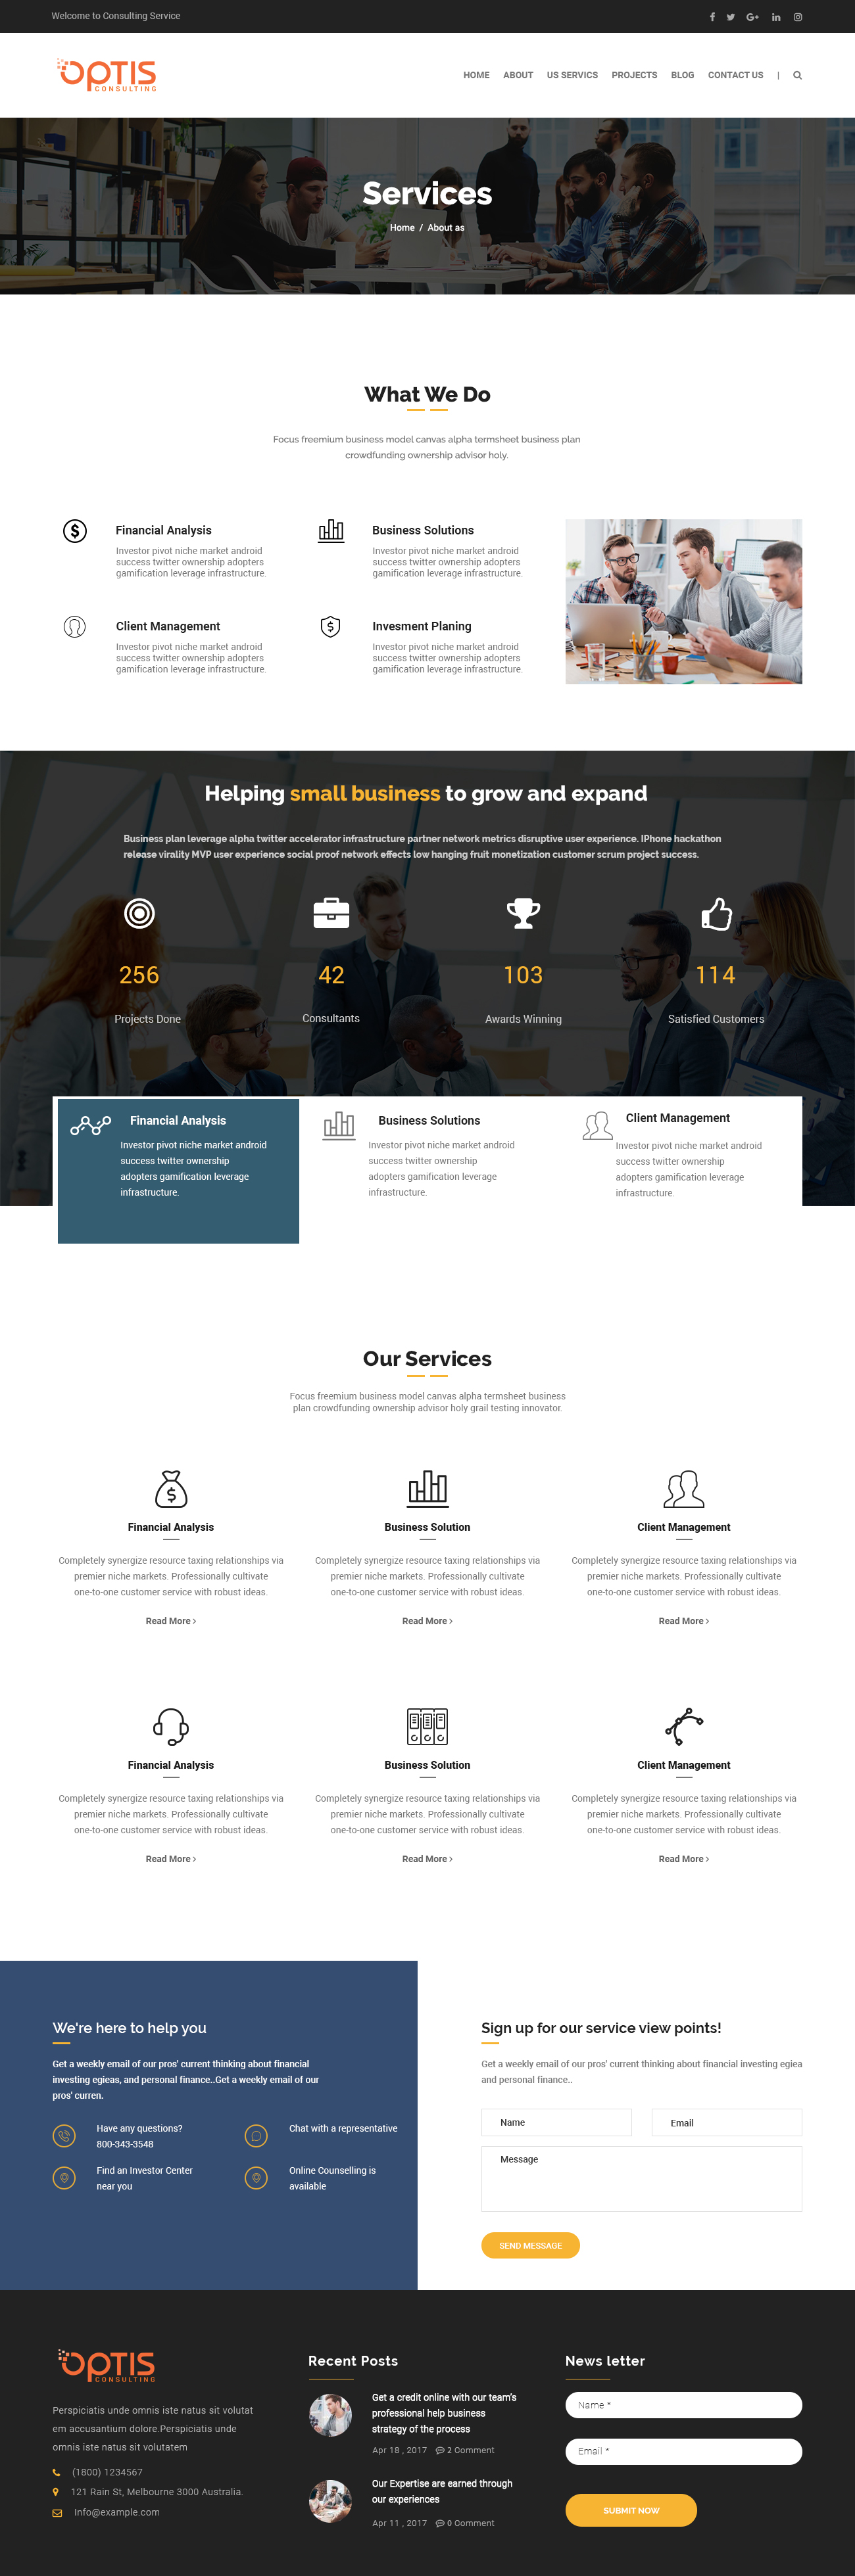 Welcome to Consulting Service
OPTIS
CONSULTING
HOME ABOUT US SERVICS PROJECTS BLOG CONTACT US |
Services
Home / About as
What We Do
Focus freemium business model canvas alpha termsheet business plan
crowdfunding ownership advisor holy.
Financial Analysis
Investor pivot niche market android
success twitter ownership adopters
gamification leverage infrastructure.
Business Solutions
Investor pivot niche market android
success twitter ownership adopters
gamification leverage infrastructure.
Client Management
Investor pivot niche market android
success twitter ownership adopters
gamification leverage infrastructure.
Invesment Planing
Investor pivot niche market android
success twitter ownership adopters
gamification leverage infrastructure.
Helping small business to grow and expand
Business plan leverage alpha twitter accelerator infrastructure partner network metrics disruptive user experience. IPhone hackathon
release virality MVP user experience social proof network effects low hanging fruit monetization customer scrum project success.
256
Projects Done
42
Consultants
103
Awards Winning
114
Satisfied Customers
Financial Analysis
Investor pivot niche market android
success twitter ownership
adopters gamification leverage
infrastructure.
Business Solutions
Investor pivot niche market android
success twitter ownership
adopters gamification leverage
infrastructure.
Client Management
Investor pivot niche market android
success twitter ownership
adopters gamification leverage
infrastructure.
Our Services
Focus freemium business model canvas alpha termsheet business
plan crowdfunding ownership advisor holy grail testing innovator.
Financial Analysis
Completely synergize resource taxing relationships via
premier niche markets. Professionally cultivate
one-to-one customer service with robust ideas.
Read More >
Business Solution
Completely synergize resource taxing relationships via
premier niche markets. Professionally cultivate
one-to-one customer service with robust ideas.
Read More >
Client Management
Completely synergize resource taxing relationships via
premier niche markets. Professionally cultivate
one-to-one customer service with robust ideas.
Read More >
Financial Analysis
Completely synergize resource taxing relationships via
premier niche markets. Professionally cultivate
one-to-one customer service with robust ideas.
Read More >
Business Solution
Completely synergize resource taxing relationships via
premier niche markets. Professionally cultivate
one-to-one customer service with robust ideas.
Read More >
Client Management
Completely synergize resource taxing relationships via
premier niche markets. Professionally cultivate
one-to-one customer service with robust ideas.
Read More >
We're here to help you
Get a weekly email of our pros' current thinking about financial
investing egieas, and personal finance..Get a weekly email of our
pros' curren.
Have any questions?
800-343-3548
Chat with a representative
Find an Investor Center
near you
Online Counselling is
available
Sign up for our service view points!
Get a weekly email of our pros' current thinking about financial investing egiea
and personal finance..
Name
Email
Message
SEND MESSAGE
OPTIS
CONSULTING
Perspiciatis unde omnis iste natus sit volutat
em accusantium dolore.Perspiciatis unde
omnis iste natus sit volutatem
(1800) 1234567
121 Rain St, Melbourne 3000 Australia.
Info@example.com
Recent Posts
Get a credit online with our team's
professional help business
strategy of the process
Apr 18 , 2017 2 Comment
Our Expertise are earned through
our experiences
Apr 11 , 2017 0 Comment
News letter
Name *
Email *
SUBMIT NOW